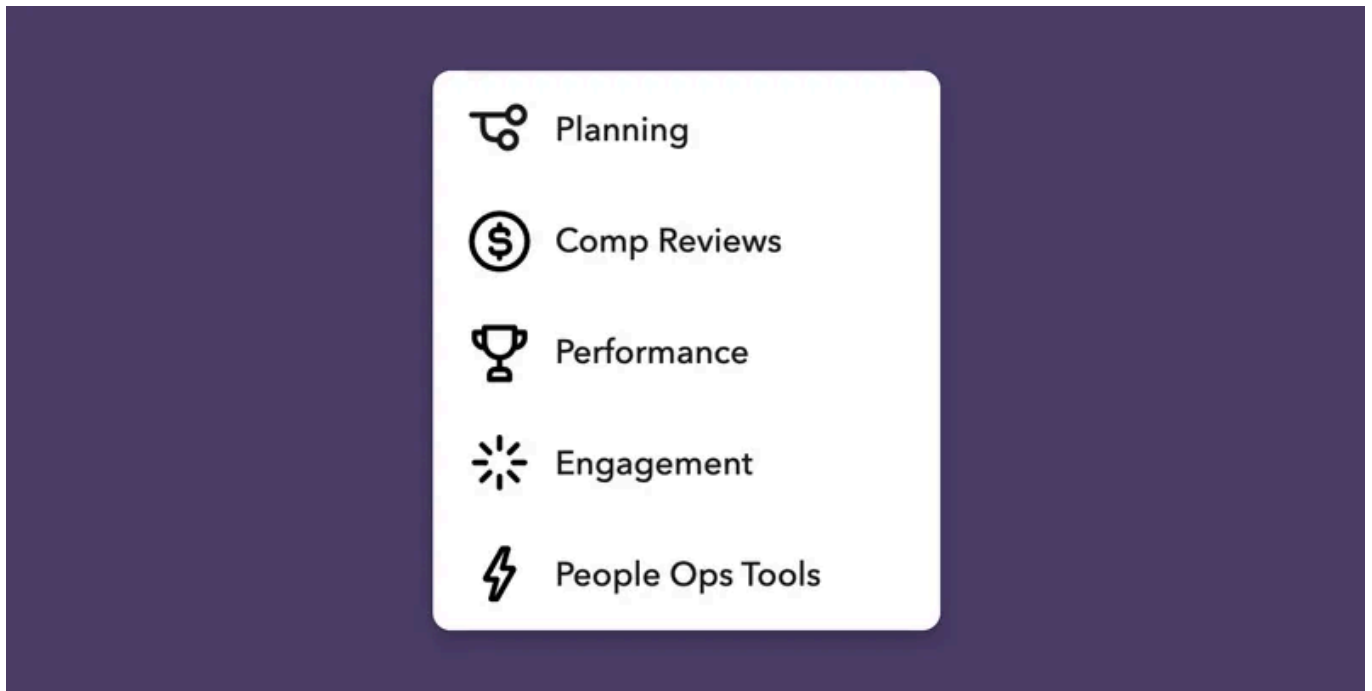 Planning
Comp Reviews
Performance
Engagement
People Ops Tools